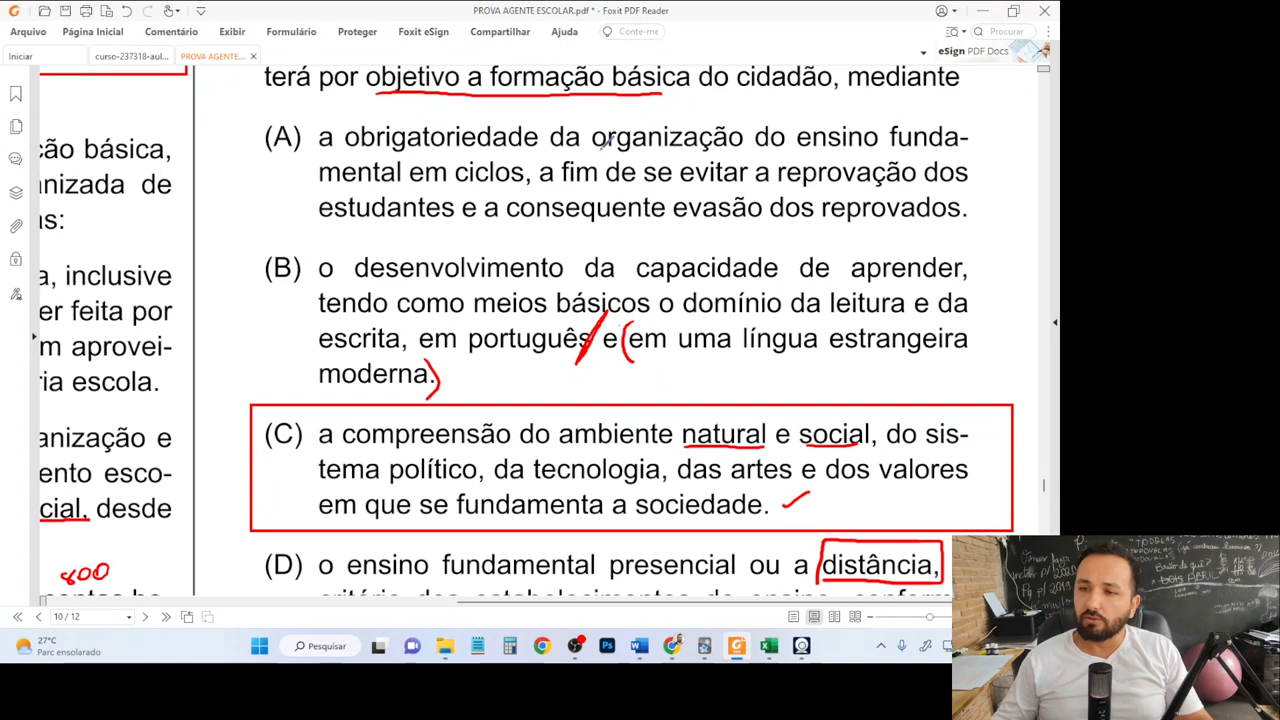 PROVA AGENTE ESCOLAR.pdf * - Foxit PDF Reader
Arquivo Página Inicial Comentário Exibir Formulário Proteger Foxit eSign Compartilhar Ajuda Conte-me Procurar
Iniciar curso-237318-aul... PROVA AGENTE... eSign PDF Docs
terá por objetivo a formação básica do cidadão, mediante
(A) a obrigatoriedade da organização do ensino funda-
mental em ciclos, a fim de se evitar a reprovação dos
estudantes e a consequente evasão dos reprovados.
(B) o desenvolvimento da capacidade de aprender,
tendo como meios básicos o domínio da leitura e da
escrita, em português e em uma língua estrangeira
moderna.
(C) a compreensão do ambiente natural e social, do sis-
tema político, da tecnologia, das artes e dos valores
em que se fundamenta a sociedade.
(D) o ensino fundamental presencial ou a distância,
ção básica,
anizada de
as:
a, inclusive
er feita por
m aprovei-
ria escola.
anização e
ento esco-
cial, desde
800
10 / 12
27°C
Parc ensolarado
Pesquisar